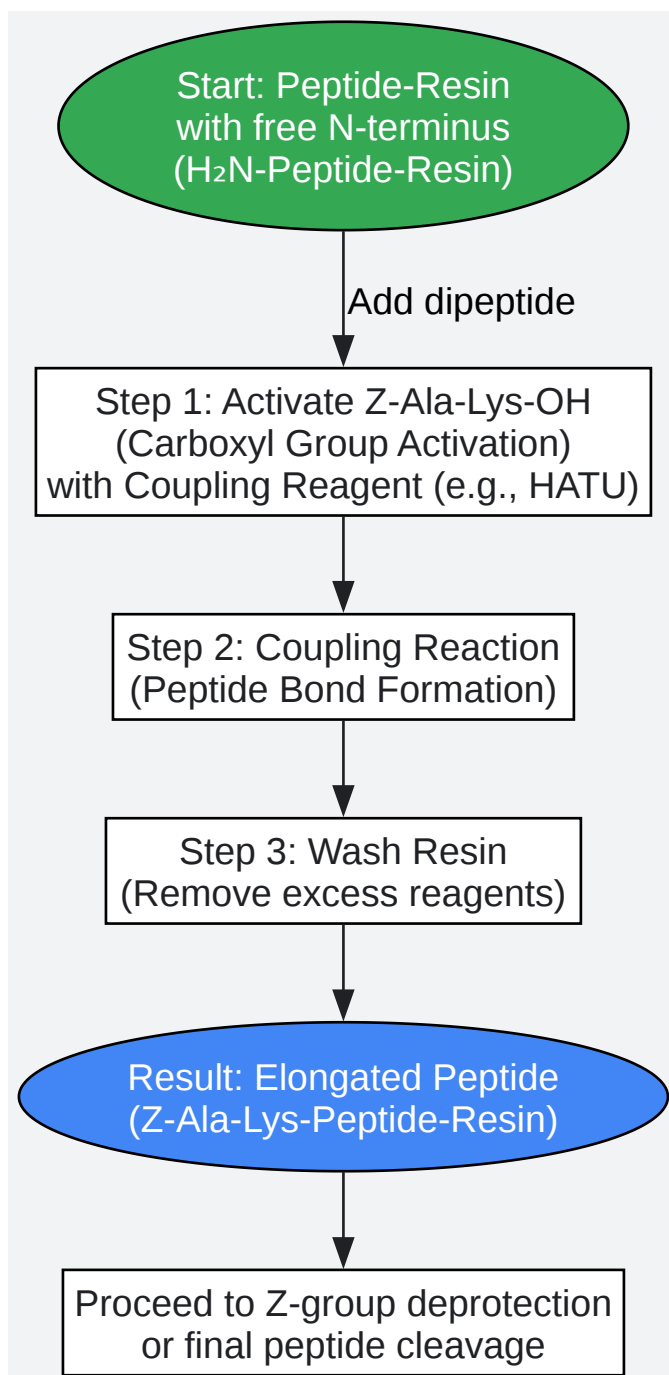 Start: Peptide-Resin
with free N-terminus
(H₂N-Peptide-Resin)
Add dipeptide
Step 1: Activate Z-Ala-Lys-OH
(Carboxyl Group Activation)
with Coupling Reagent (e.g., HATU)
Step 2: Coupling Reaction
(Peptide Bond Formation)
Step 3: Wash Resin
(Remove excess reagents)
Result: Elongated Peptide
(Z-Ala-Lys-Peptide-Resin)
Proceed to Z-group deprotection
or final peptide cleavage